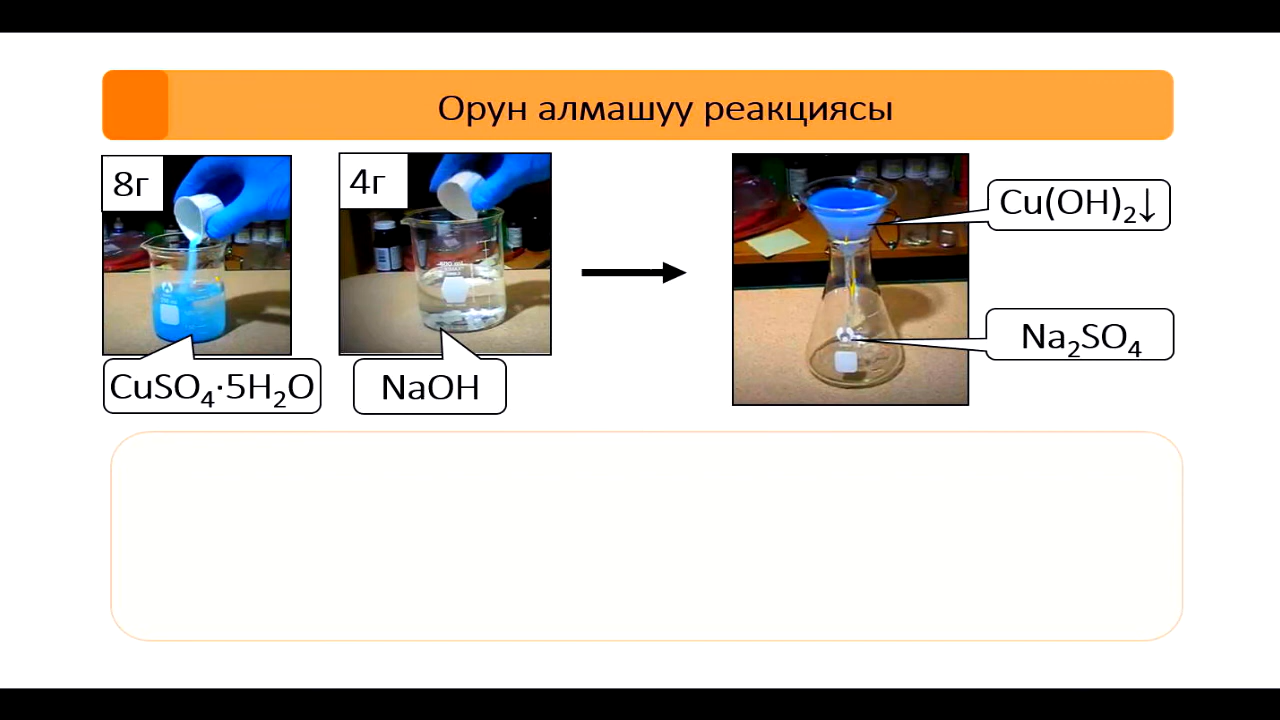 Орун алмашуу реакциясы
8г
4г
Cu(OH)₂↓
Na₂SO₄
CuSO₄·5H₂O
NaOH